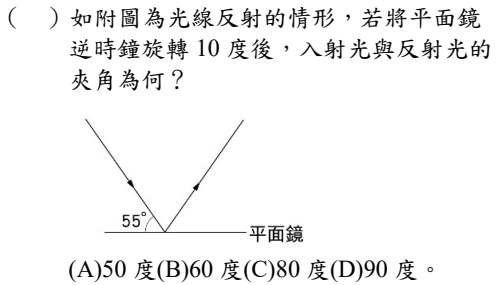 （　）如附圖為光線反射的情形，若將平面鏡
逆時鐘旋轉 10 度後，入射光與反射光的
夾角為何？
55°
平面鏡
(A)50 度(B)60 度(C)80 度(D)90 度。